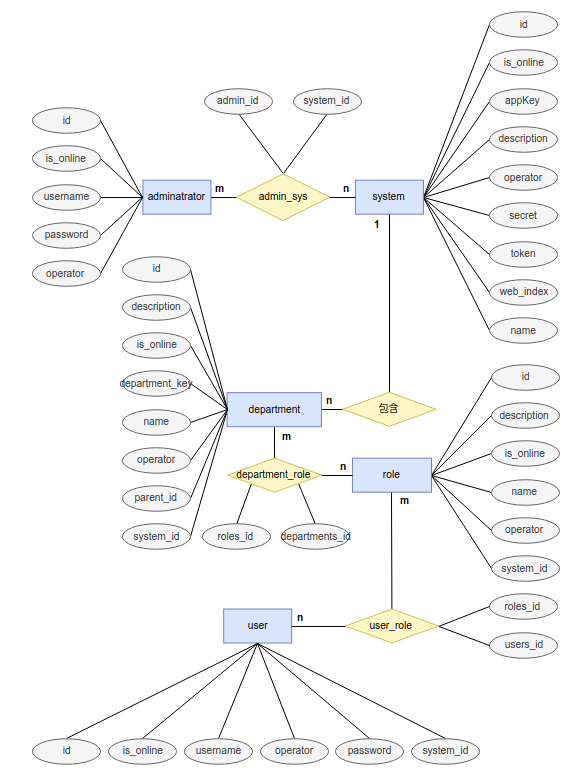 id
is_online
appKey
description
operator
secret
token
web_index
name
admin_id
system_id
id
is_online
username
password
operator
adminatrator
m
admin_sys
n
system
1
id
description
is_online
department_key
name
operator
parent_id
system_id
department
n
包含
m
department_role
n
role
m
roles_id
departments_id
id
description
is_online
name
operator
system_id
user
n
user_role
roles_id
users_id
id
is_online
username
operator
password
system_id